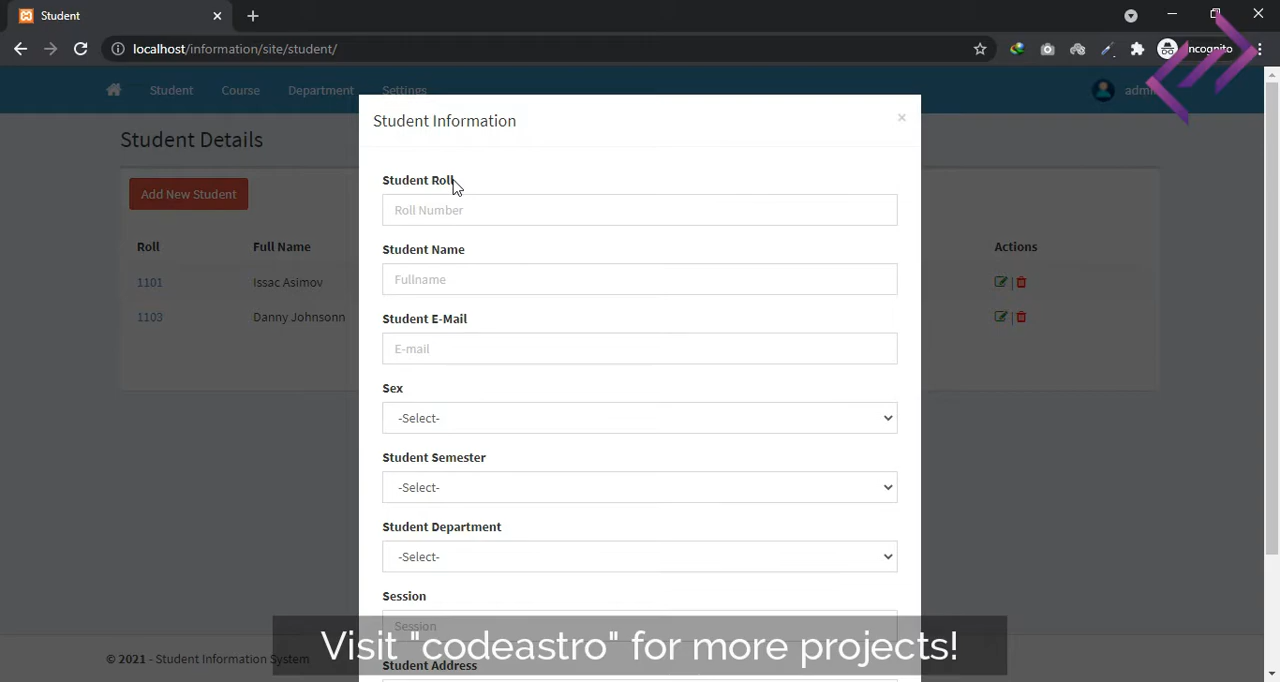 Student
localhost/information/site/student/
Incognito
Student Course Department Settings
Student Information
×
Student Details
Add New Student
Roll Full Name Actions
1101 Issac Asimov |
1103 Danny Johnsonn |
Student Roll
Roll Number
Student Name
Fullname
Student E-Mail
E-mail
Sex
-Select-
Student Semester
-Select-
Student Department
-Select-
Session
Session
Visit "codeastro" for more projects!
© 2021 - Student Information System
Student Address